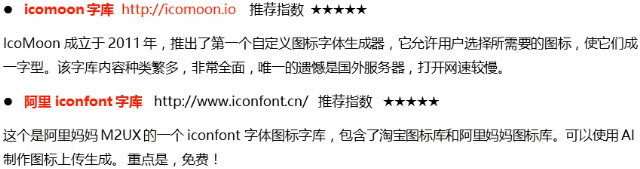 ● icomoon字库 http://icomoon.io 推荐指数 ★★★★★
IcoMoon 成立于 2011 年，推出了第一个自定义图标字体生成器，它允许用户选择所需要的图标，使它们成
一字型。该字库内容种类繁多，非常全面，唯一的遗憾是国外服务器，打开网速较慢。
● 阿里 iconfont 字库 http://www.iconfont.cn/ 推荐指数 ★★★★★
这个是阿里妈妈 M2UX 的一个 iconfont 字体图标字库，包含了淘宝图标库和阿里妈妈图标库。可以使用 AI
制作图标上传生成。 重点是，免费！